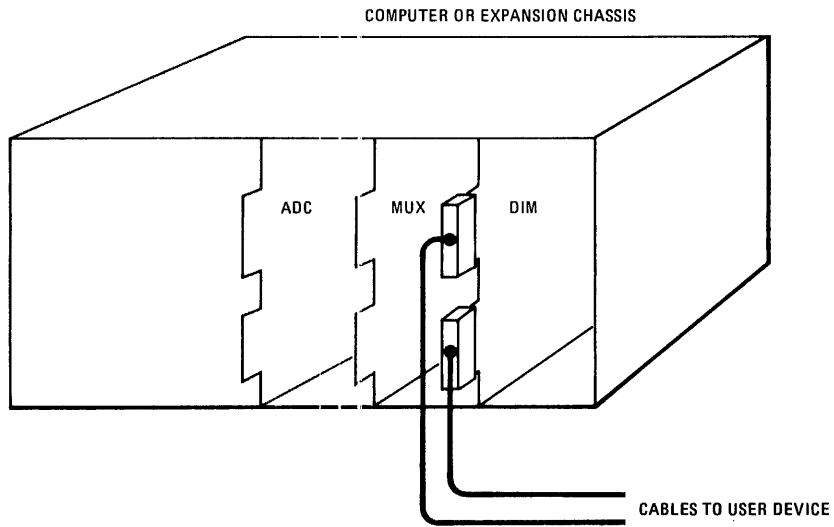 COMPUTER OR EXPANSION CHASSIS
ADC
MUX
DIM
CABLES TO USER DEVICE